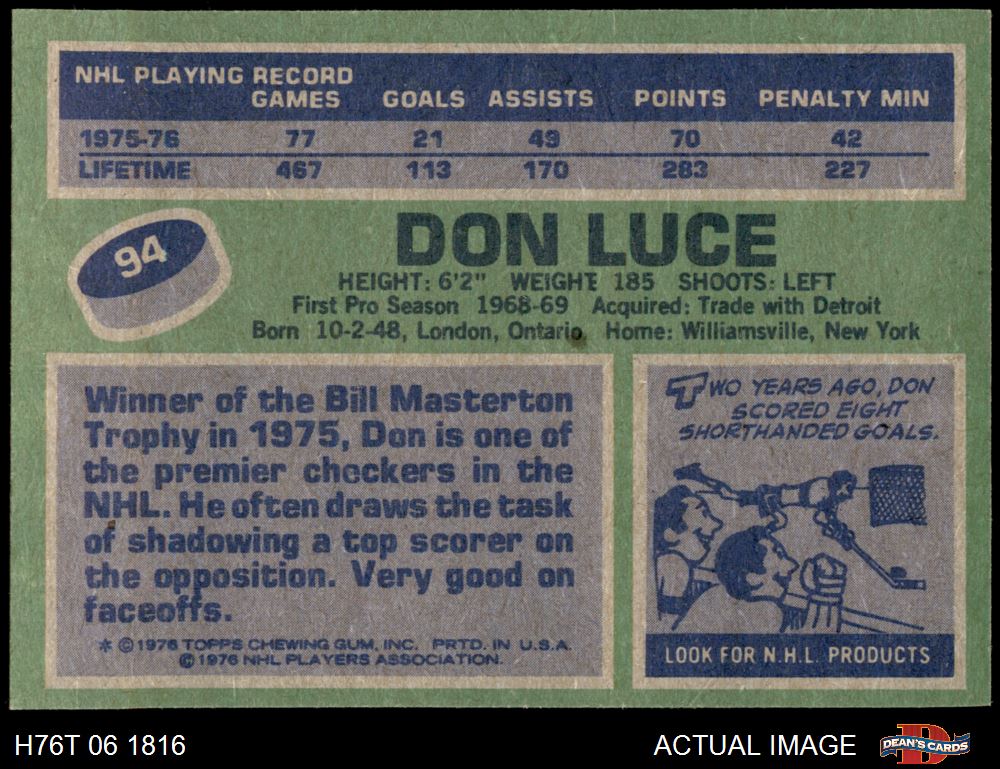 NHL PLAYING RECORD
GAMES GOALS ASSISTS POINTS PENALTY MIN
1975-76 77 21 49 70 42
LIFETIME 467 113 170 283 227
94
DON LUCE
HEIGHT: 6'2" WEIGHT 185 SHOOTS: LEFT
First Pro Season 1968-69 Acquired: Trade with Detroit
Born 10-2-48, London, Ontario. Home: Williamsville, New York
Winner of the Bill Masterton
Trophy in 1975, Don is one of
the premier checkers in the
NHL. He often draws the task
of shadowing a top scorer on
the opposition. Very good on
faceoffs.
* ©1976 TOPPS CHEWING GUM, INC. PRTD. IN U.S.A.
©1976 NHL PLAYERS ASSOCIATION.
TWO YEARS AGO, DON
SCORED EIGHT
SHORTHANDED GOALS.
LOOK FOR N.H.L. PRODUCTS
H76T 06 1816 ACTUAL IMAGE
D
DEAN'S CARDS